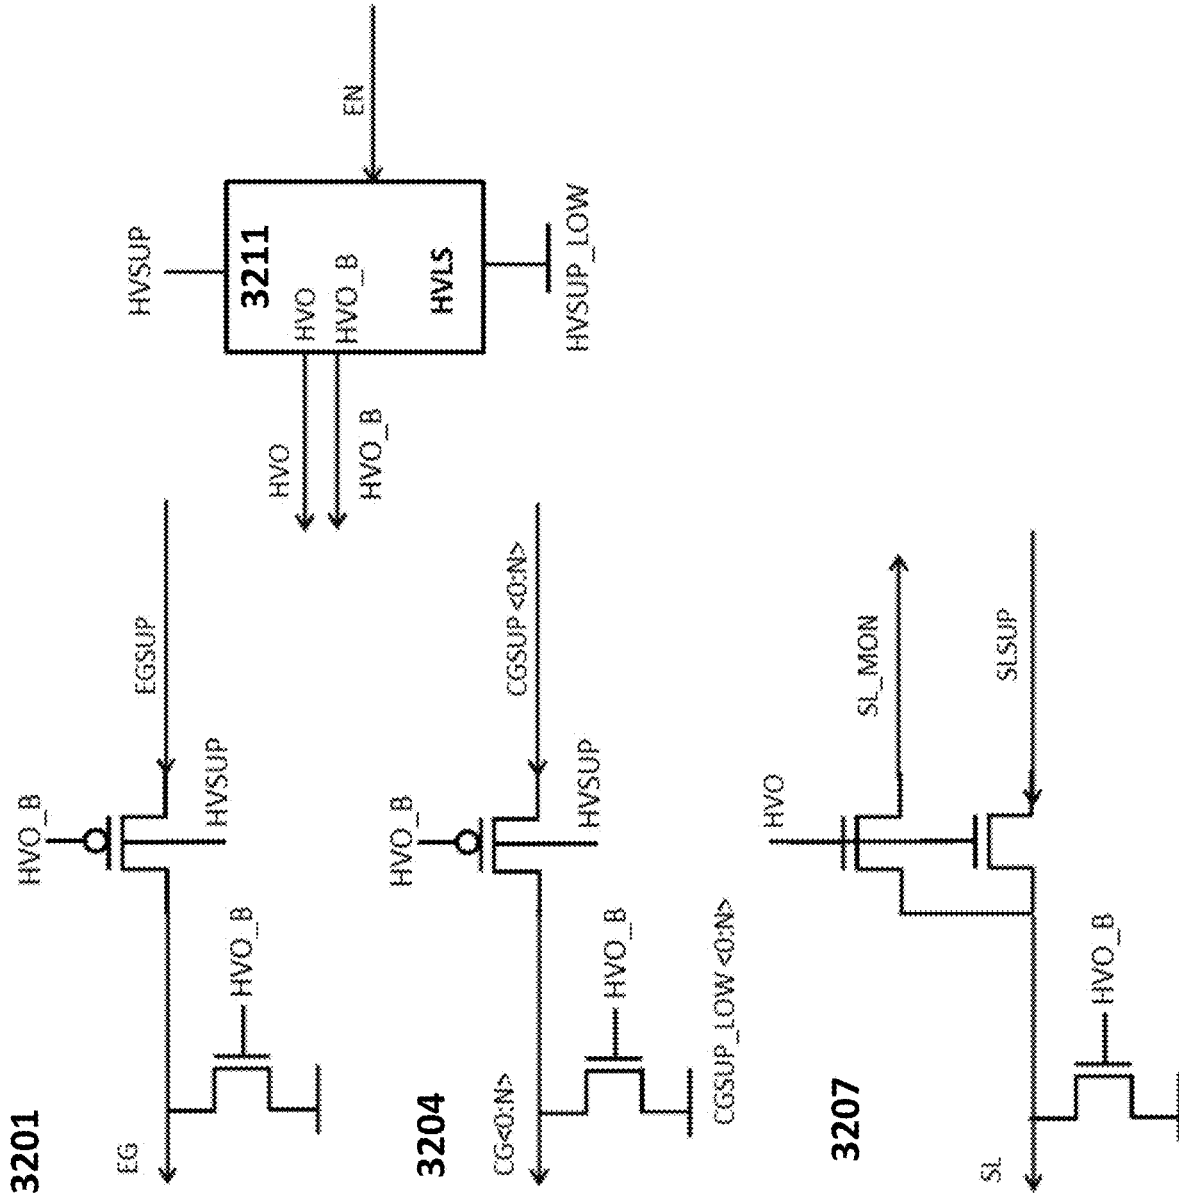 3201
HVO_B
EG
EGSUP
HVO_B
HVSUP
3204
HVO_B
CG<0:N>
CGSUP <0:N>
HVO_B
HVSUP
CGSUP_LOW <0:N>
3207
HVO
SL_MON
SL
SLSUP
HVO_B
HVSUP
3211
HVO
HVO
HVO_B
HVO_B
EN
HVLS
HVSUP_LOW